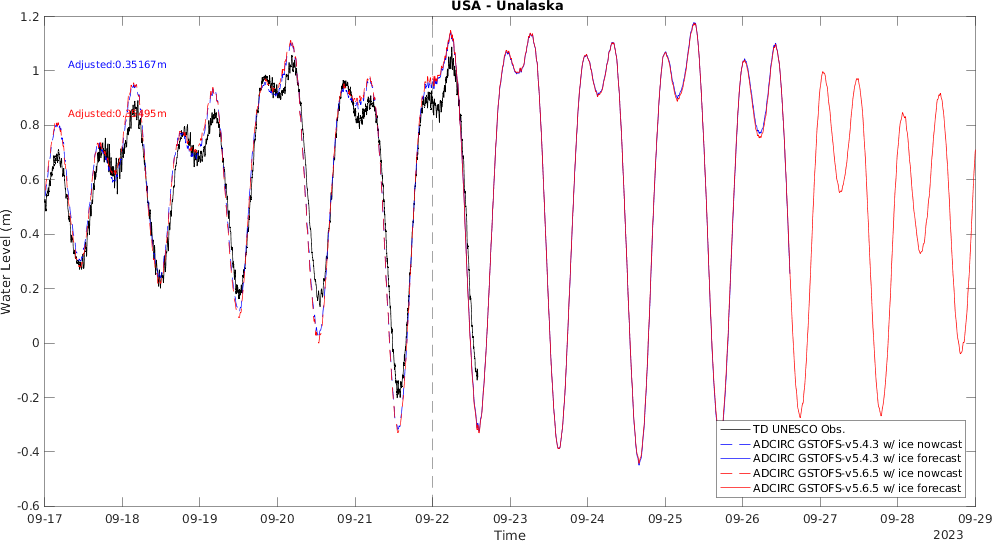 USA - Unalaska
Adjusted:0.35167m
Water Level (m)
1.2
1
0.8
0.6
0.4
0.2
0
-0.2
-0.4
-0.6
TD UNESCO Obs.
ADCIRC GSTOFS-v5.4.3 w/ ice nowcast
ADCIRC GSTOFS-v5.4.3 w/ ice forecast
ADCIRC GSTOFS-v5.6.5 w/ ice nowcast
ADCIRC GSTOFS-v5.6.5 w/ ice forecast
09-17 09-18 09-19 09-20 09-21 09-22 09-23 09-24 09-25 09-26 09-27 09-28 09-29
Time
2023